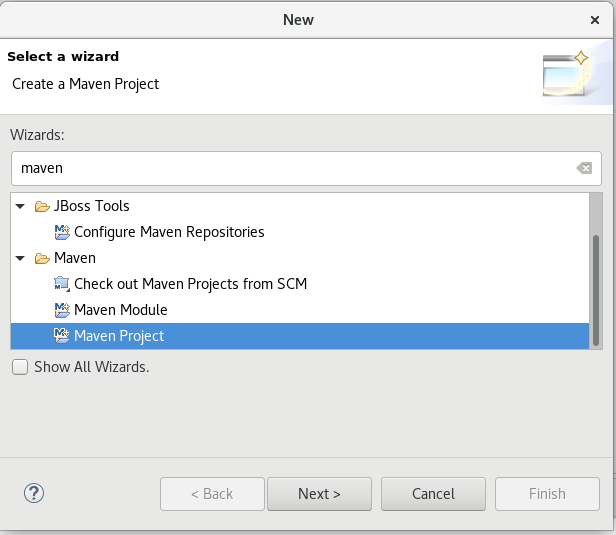 New
Select a wizard
Create a Maven Project
Wizards:
maven
JBoss Tools
Configure Maven Repositories
Maven
Check out Maven Projects from SCM
Maven Module
Maven Project
Show All Wizards.
< Back Next > Cancel Finish